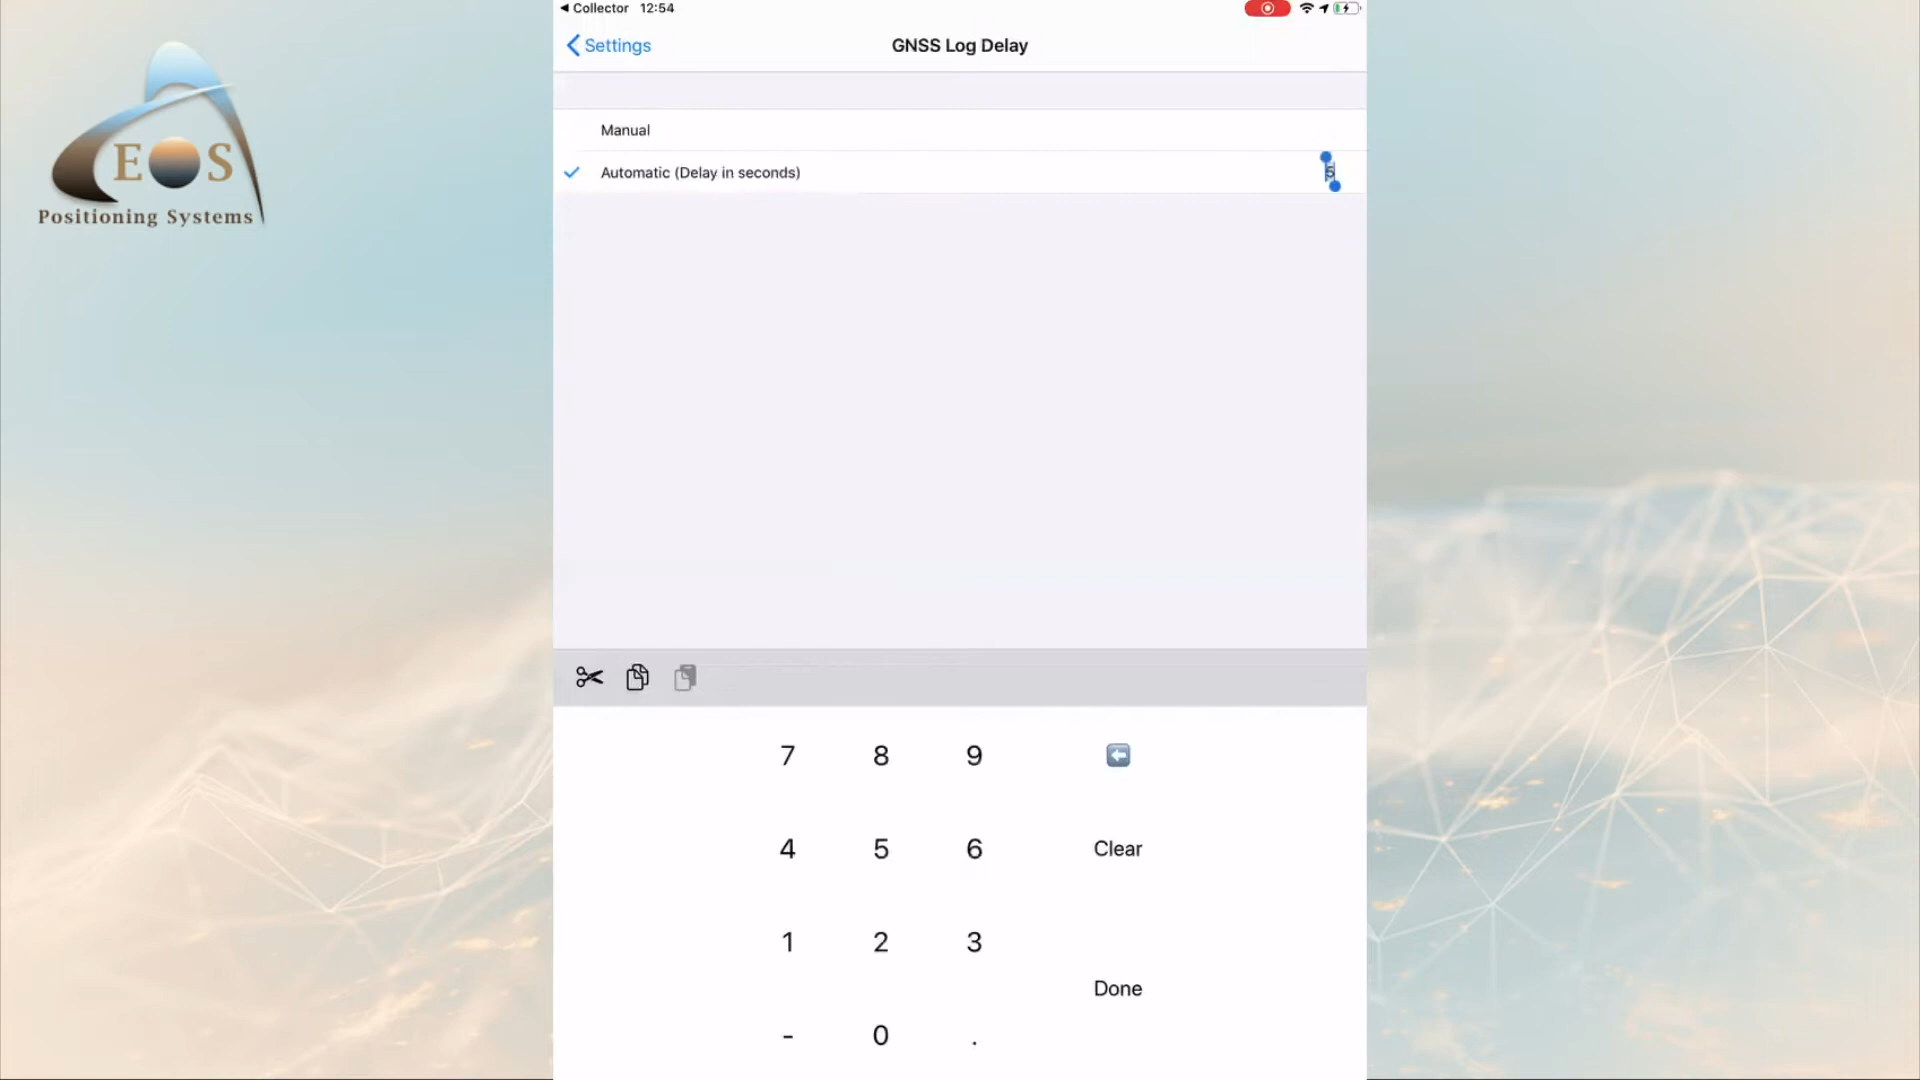 ◀ Collector 12:54
EOS
Positioning Systems
Settings
GNSS Log Delay
Manual
Automatic (Delay in seconds) 5
7 8 9
4 5 6 Clear
1 2 3
Done
- 0 .